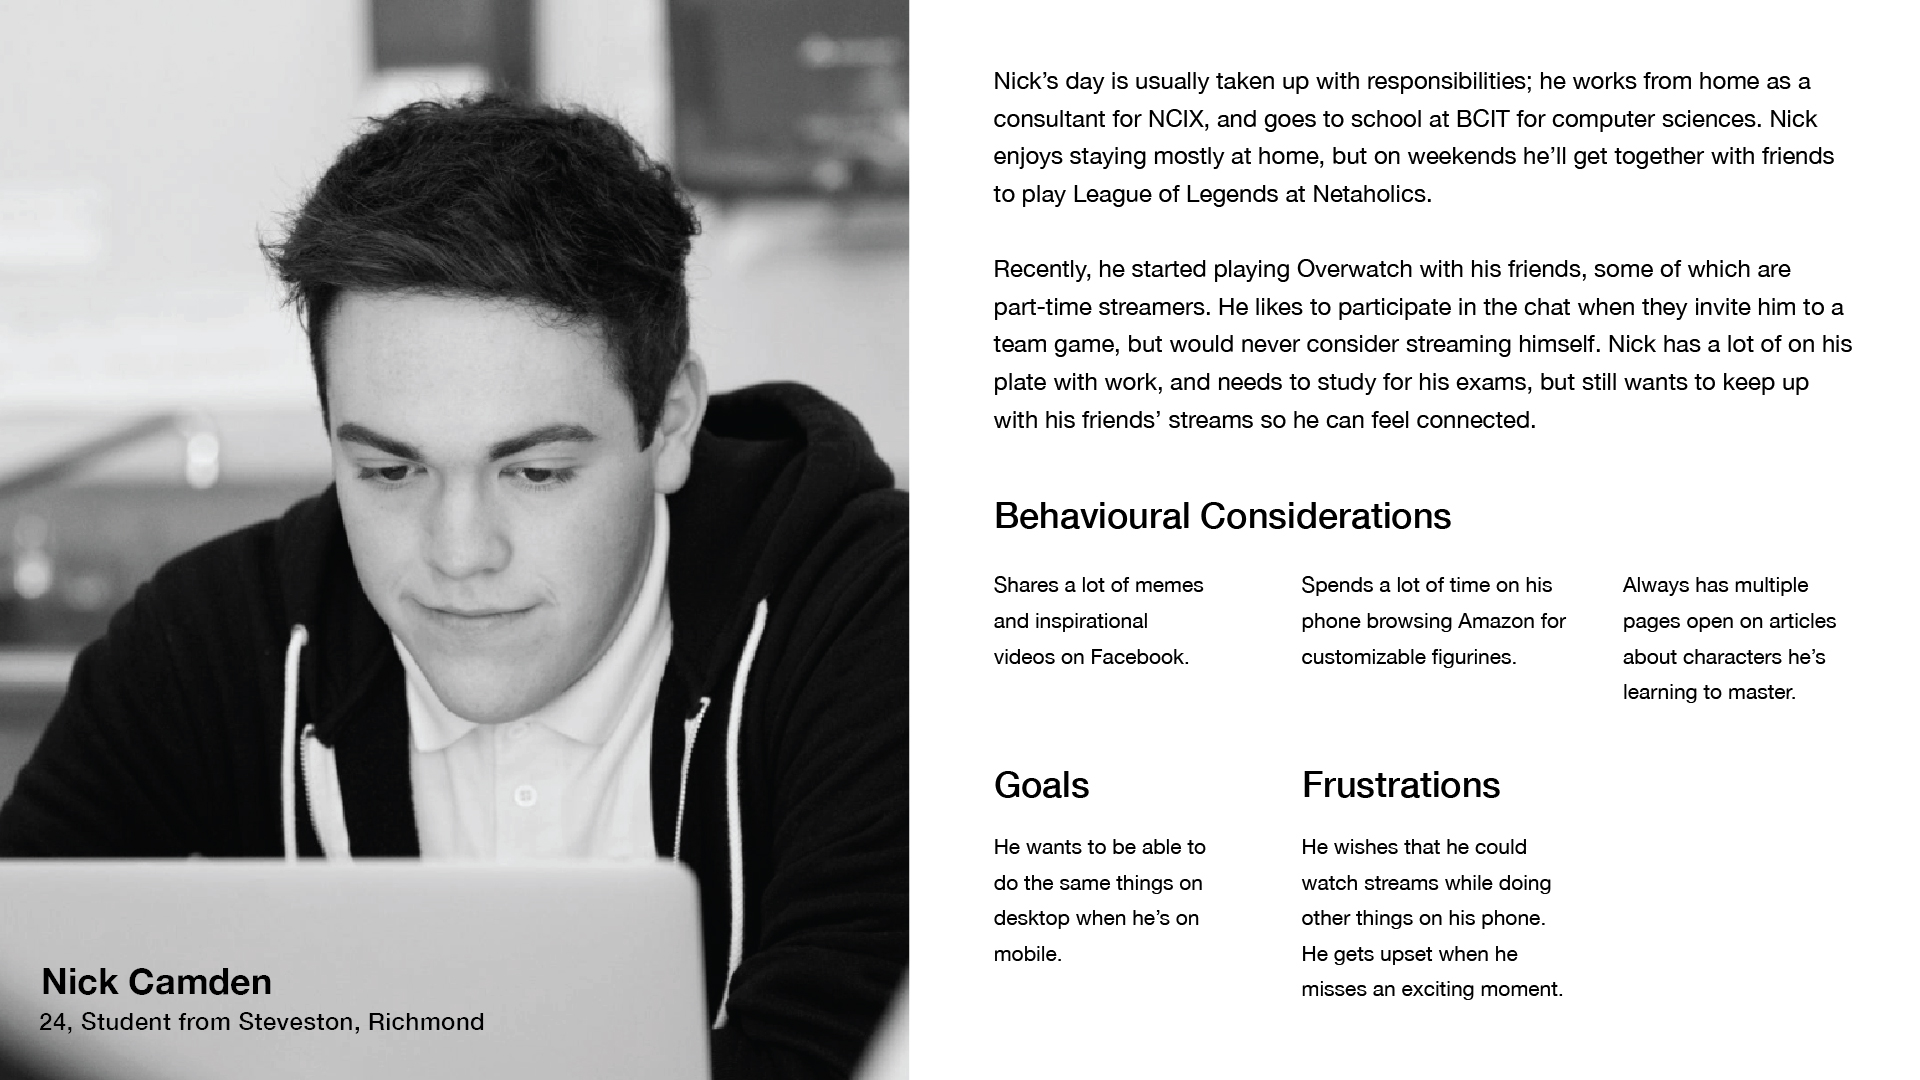 Nick’s day is usually taken up with responsibilities; he works from home as a
consultant for NCIX, and goes to school at BCIT for computer sciences. Nick
enjoys staying mostly at home, but on weekends he’ll get together with friends
to play League of Legends at Netaholics.
Recently, he started playing Overwatch with his friends, some of which are
part-time streamers. He likes to participate in the chat when they invite him to a
team game, but would never consider streaming himself. Nick has a lot of on his
plate with work, and needs to study for his exams, but still wants to keep up
with his friends’ streams so he can feel connected.
Behavioural Considerations
Shares a lot of memes
and inspirational
videos on Facebook.
Spends a lot of time on his
phone browsing Amazon for
customizable figurines.
Always has multiple
pages open on articles
about characters he’s
learning to master.
Goals
He wants to be able to
do the same things on
desktop when he’s on
mobile.
Frustrations
He wishes that he could
watch streams while doing
other things on his phone.
He gets upset when he
misses an exciting moment.
Nick Camden
24, Student from Steveston, Richmond